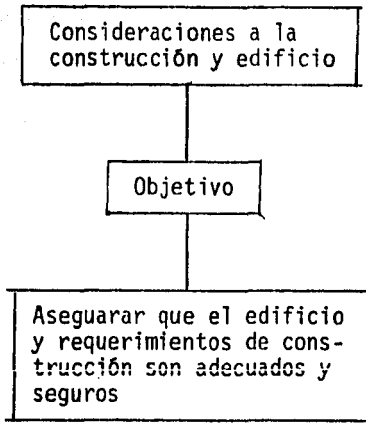 Consideraciones a la
construcción y edificio
Objetivo
Aseguarar que el edificio
y requerimientos de cons-
trucción son adecuados y
seguros